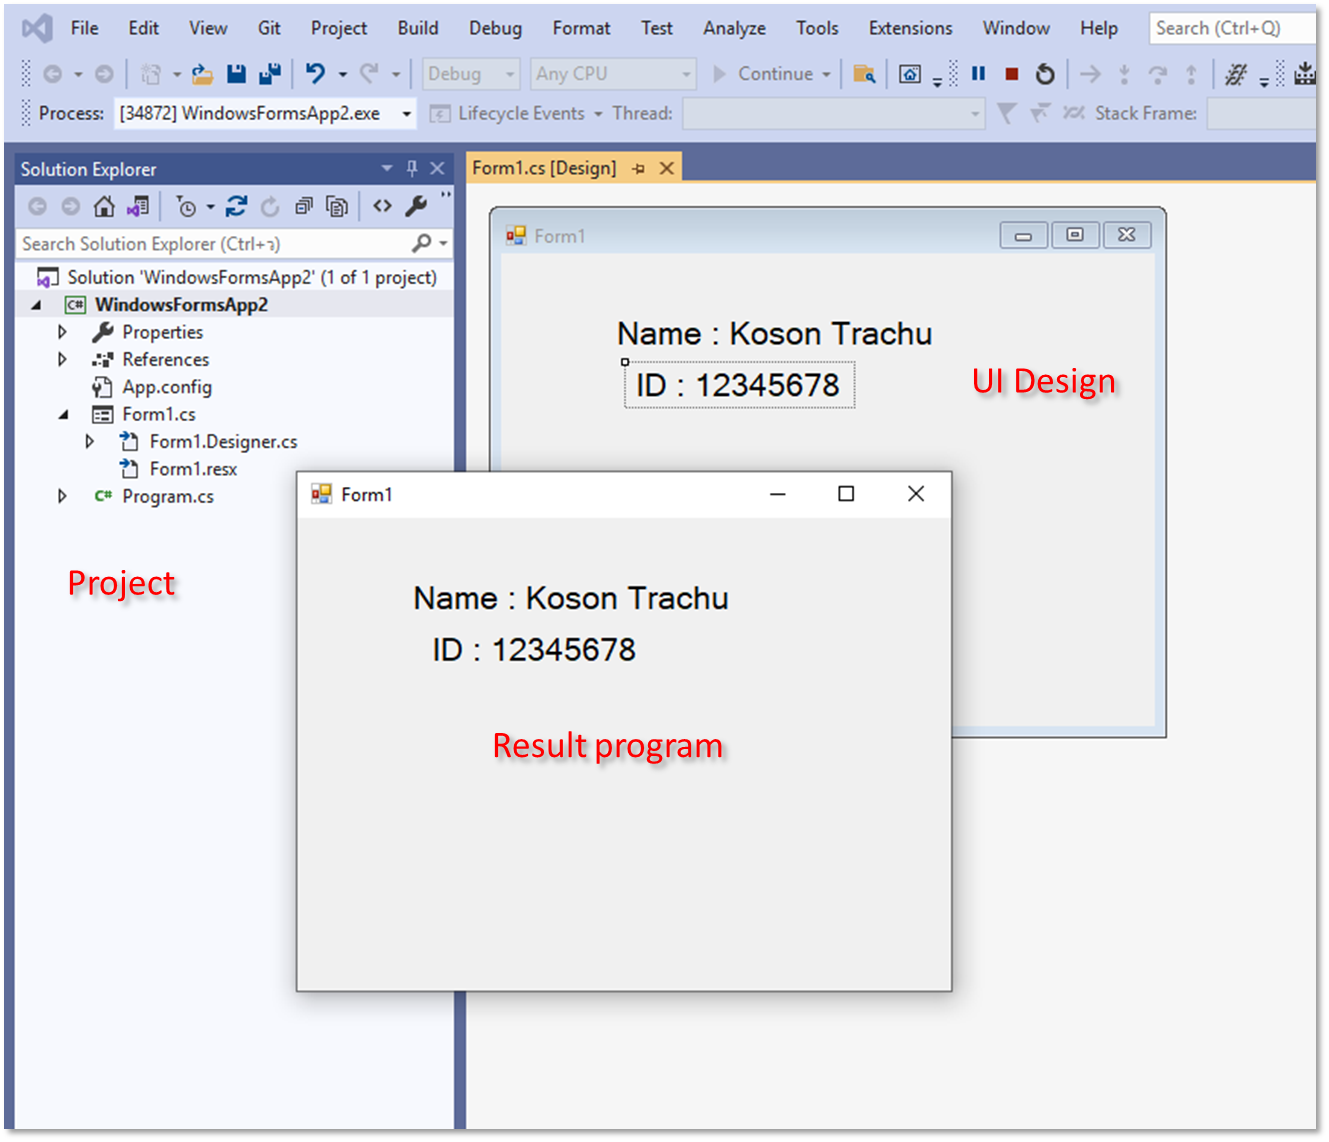 File Edit View Git Project Build Debug Format Test Analyze Tools Extensions Window Help Search (Ctrl+Q)
Debug Any CPU Continue
Process: [34872] WindowsFormsApp2.exe Lifecycle Events Thread: Stack Frame:
Solution Explorer
Search Solution Explorer (Ctrl+ว)
Solution 'WindowsFormsApp2' (1 of 1 project)
C# WindowsFormsApp2
Properties
References
App.config
Form1.cs
Form1.Designer.cs
Form1.resx
C# Program.cs
Project
Form1.cs [Design]
Form1
Name : Koson Trachu
ID : 12345678
UI Design
Form1
Name : Koson Trachu
ID : 12345678
Result program